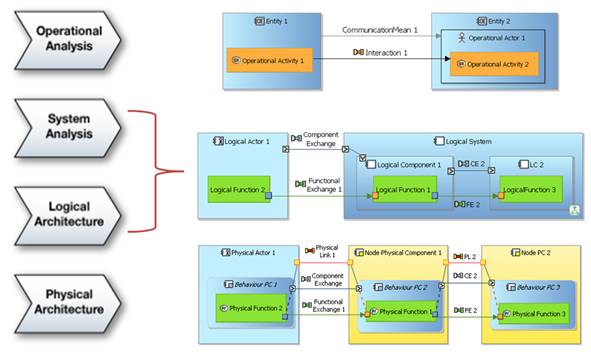 Operational
Analysis
System
Analysis
Logical
Architecture
Physical
Architecture
Entity 1
Operational Activity 1
CommunicationMean 1
Interaction 1
Entity 2
Operational Actor 1
Operational Activity 2
Logical Actor 1
Logical Function 2
Component
Exchange
Functional
Exchange 1
Logical System
Logical Component 1
Logical Function 1
CE 2
FE 2
LC 2
LogicalFunction 3
Physical Actor 1
Behaviour PC 1
Physical Function 2
Physical
Link 1
Component
Exchange
Functional
Exchange 1
Node Physical Component 1
Behaviour PC 2
Physical Function 1
PL 2
CE 2
FE 2
Node PC 2
Behaviour PC 3
Physical Function 3